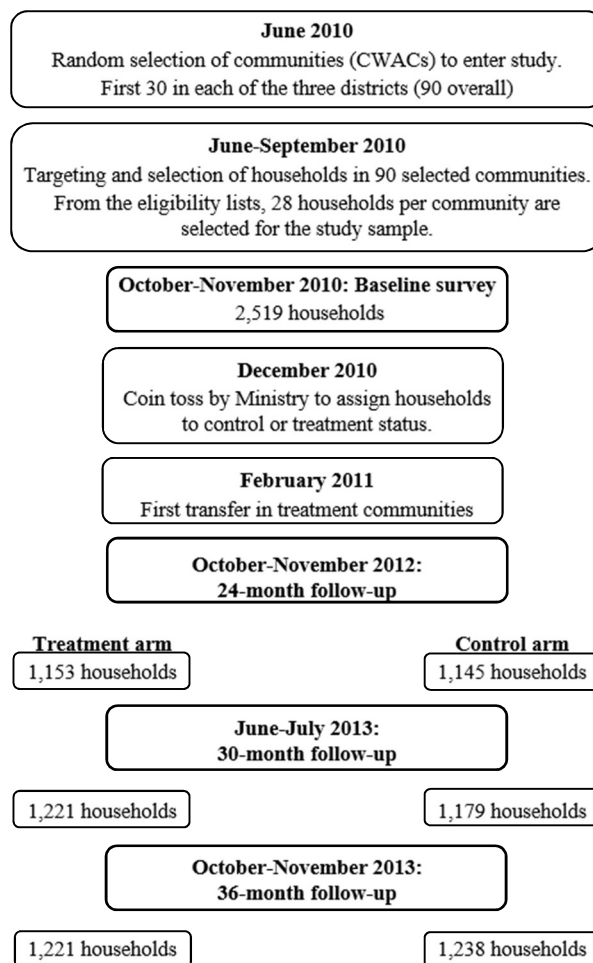 June 2010
Random selection of communities (CWACs) to enter study.
First 30 in each of the three districts (90 overall)
June-September 2010
Targeting and selection of households in 90 selected communities.
From the eligibility lists, 28 households per community are
selected for the study sample.
October-November 2010: Baseline survey
2,519 households
December 2010
Coin toss by Ministry to assign households
to control or treatment status.
February 2011
First transfer in treatment communities
October-November 2012:
24-month follow-up
Treatment arm
Control arm
1,153 households
1,145 households
June-July 2013:
30-month follow-up
1,221 households
1,179 households
October-November 2013:
36-month follow-up
1,221 households
1,238 households